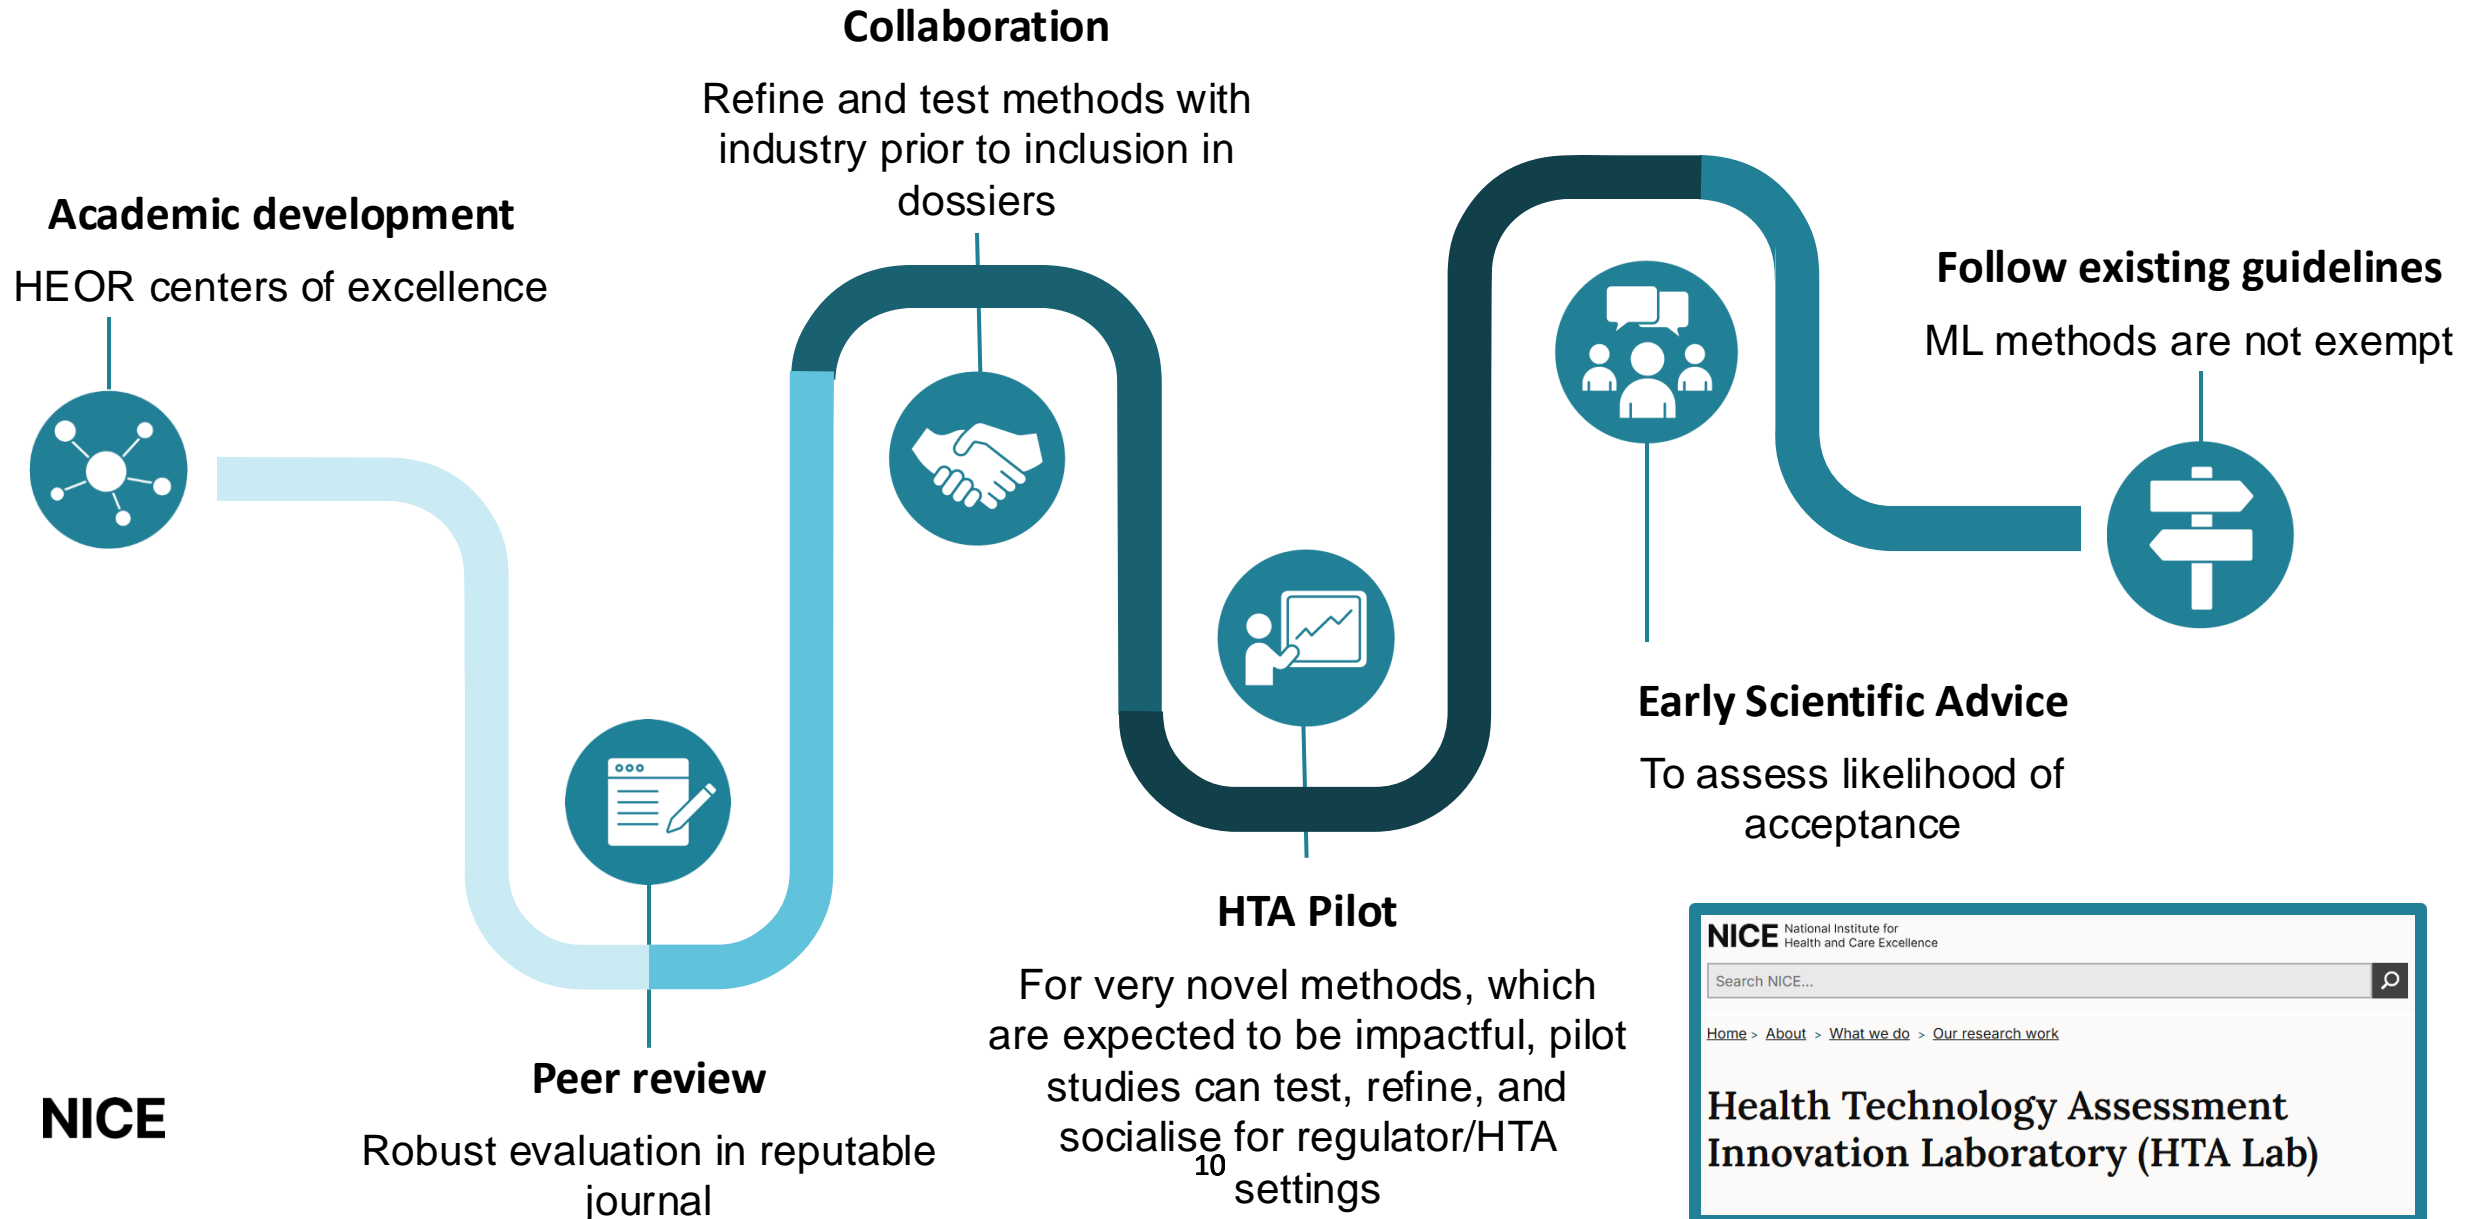 Collaboration
Refine and test methods with
industry prior to inclusion in
dossiers
Academic development
HEOR centers of excellence
Follow existing guidelines
ML methods are not exempt
Early Scientific Advice
To assess likelihood of
acceptance
HTA Pilot
For very novel methods, which
are expected to be impactful, pilot
studies can test, refine, and
socialise for regulator/HTA
settings
Peer review
Robust evaluation in reputable
journal
NICE
10
NICE National Institute for
Health and Care Excellence
Search NICE...
Home > About > What we do > Our research work
Health Technology Assessment
Innovation Laboratory (HTA Lab)